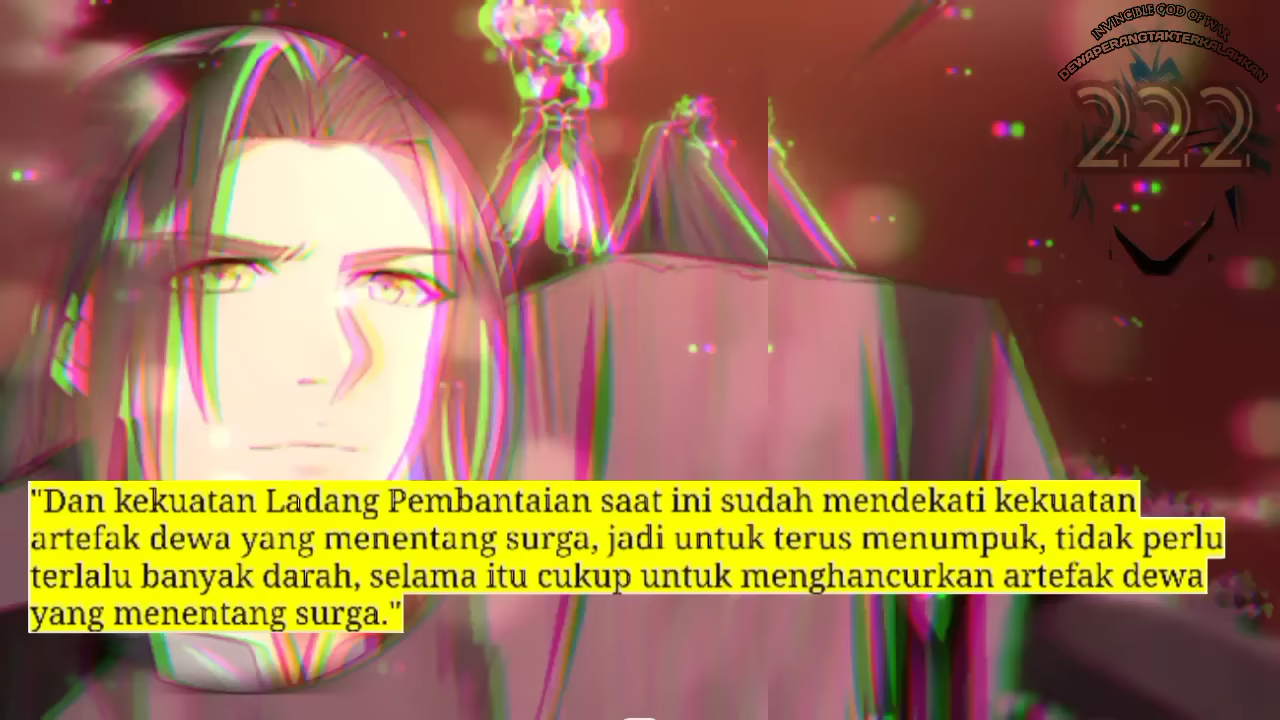 INVINCIBLE GOD OF WAR
DEWAPERANGTAKTERKALAHKAN
222
"Dan kekuatan Ladang Pembantaian saat ini sudah mendekati kekuatan
artefak dewa yang menentang surga, jadi untuk terus menumpuk, tidak perlu
terlalu banyak darah, selama itu cukup untuk menghancurkan artefak dewa
yang menentang surga."